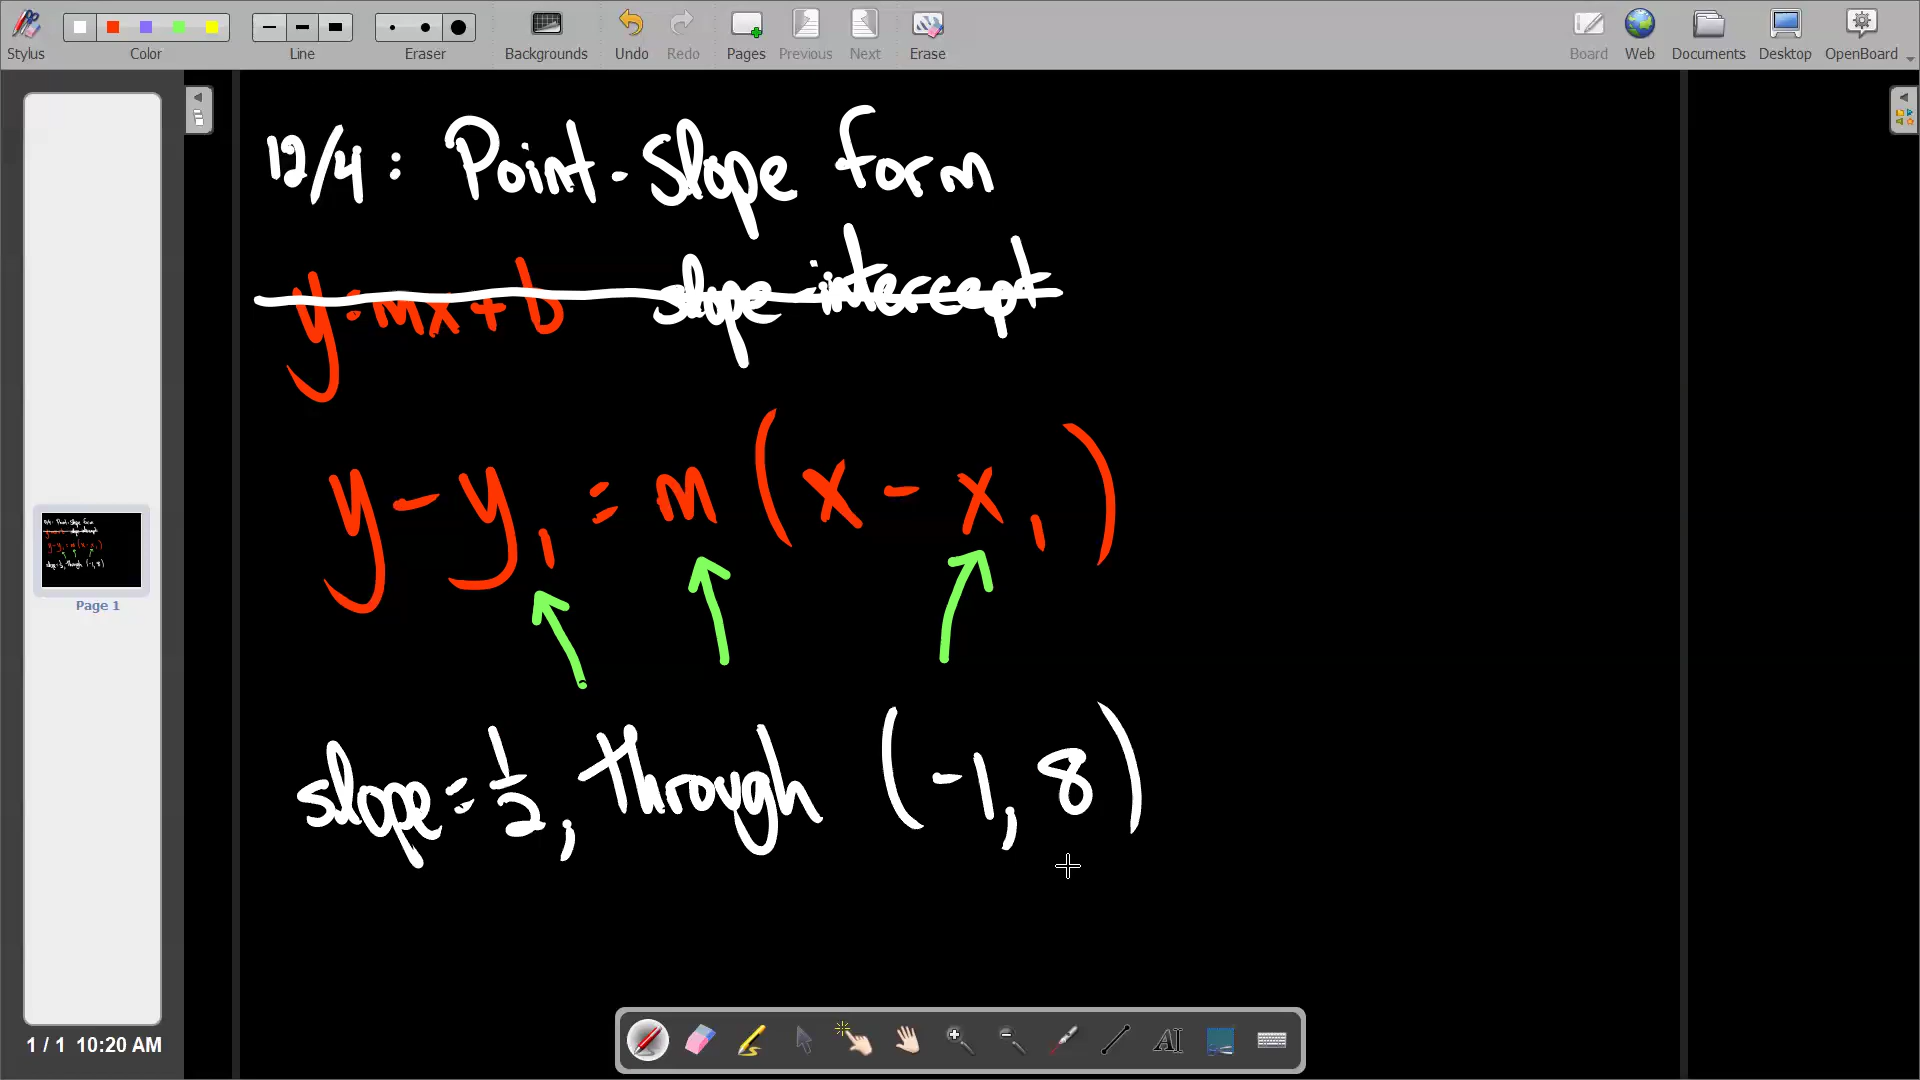 Stylus Color Line Eraser Backgrounds Undo Redo Pages Previous Next Erase Board Web Documents Desktop OpenBoard
12/4: Point-Slope form
y=mx+b slope-intercept
y-y₁=m(x-x₁)
slope=1/2, through (-1, 8)
Page 1
1 / 1 10:20 AM
AI